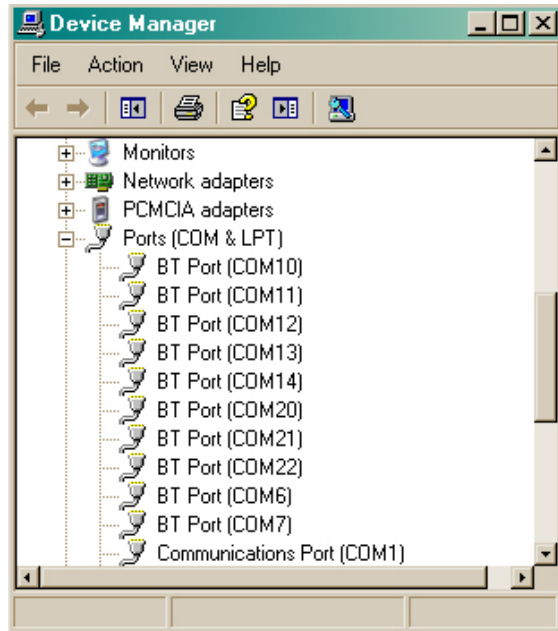 Device Manager
File Action View Help
Monitors
Network adapters
PCMCIA adapters
Ports (COM & LPT)
BT Port (COM10)
BT Port (COM11)
BT Port (COM12)
BT Port (COM13)
BT Port (COM14)
BT Port (COM20)
BT Port (COM21)
BT Port (COM22)
BT Port (COM6)
BT Port (COM7)
Communications Port (COM1)